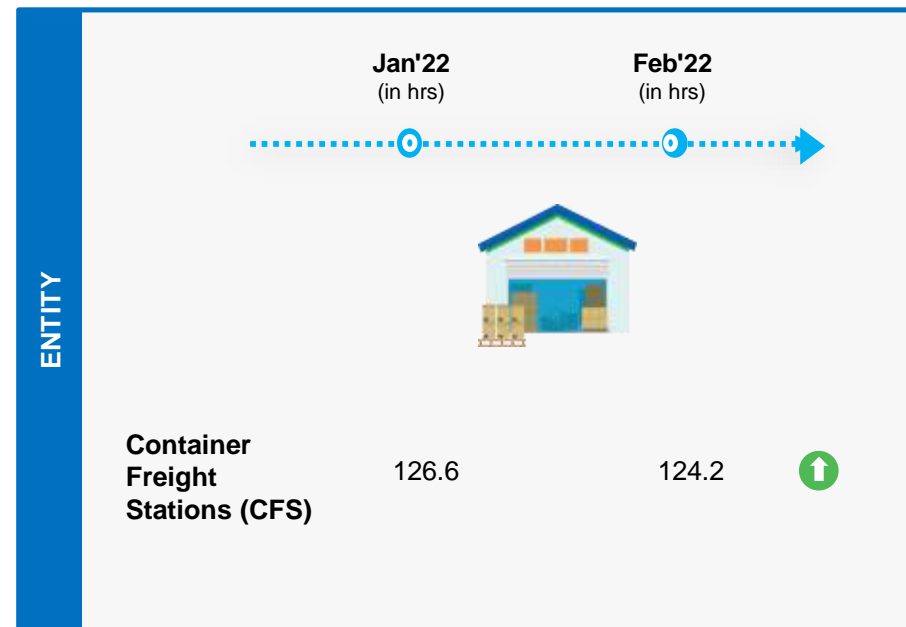 Jan'22 Feb'22
(in hrs) (in hrs)
ENTITY
Container
Freight
Stations (CFS)
126.6 124.2